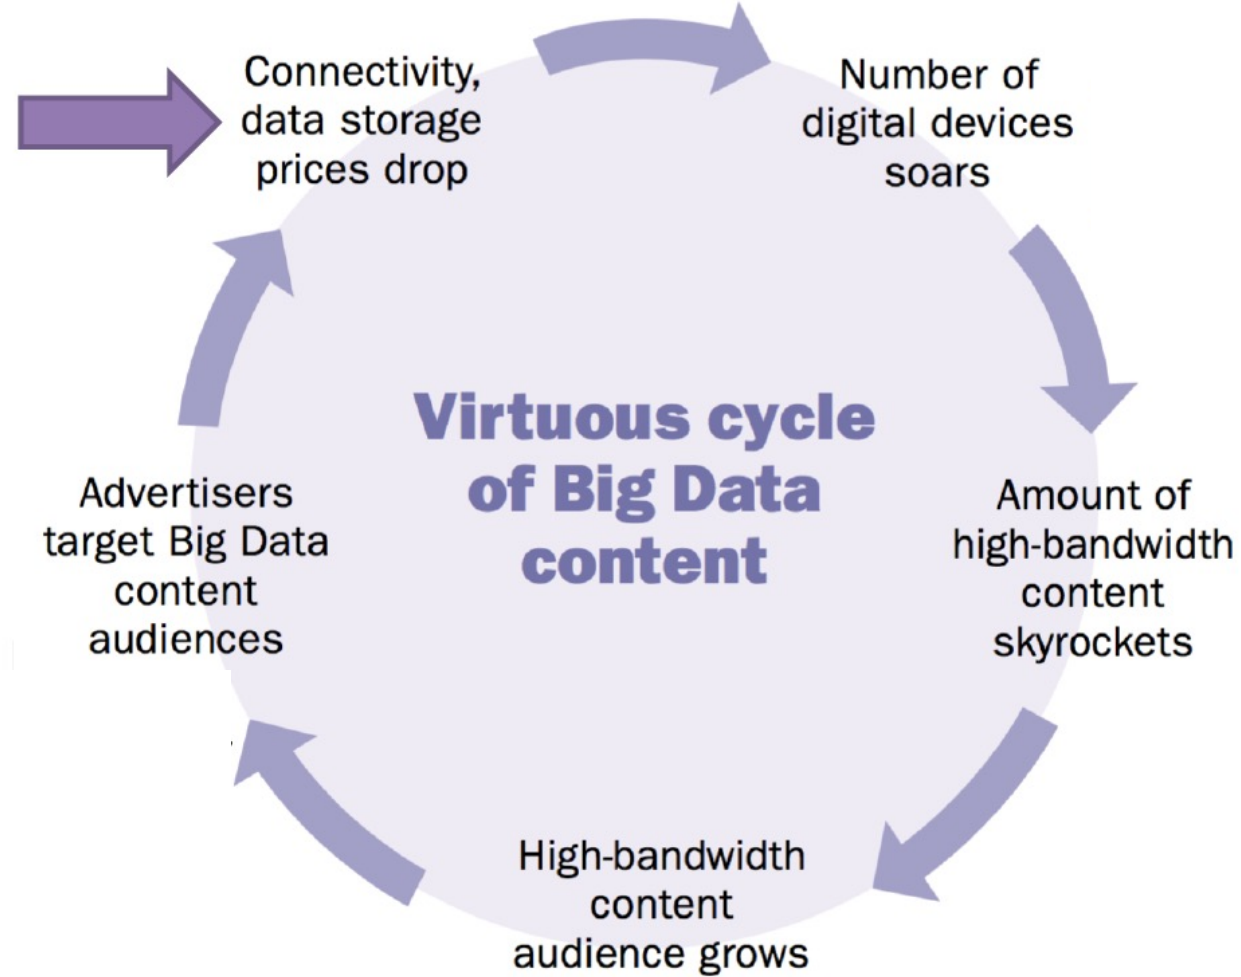 Connectivity,
data storage
prices drop
Number of
digital devices
soars
Amount of
high-bandwidth
content
skyrockets
High-bandwidth
content
audience grows
Advertisers
target Big Data
content
audiences
Virtuous cycle
of Big Data
content